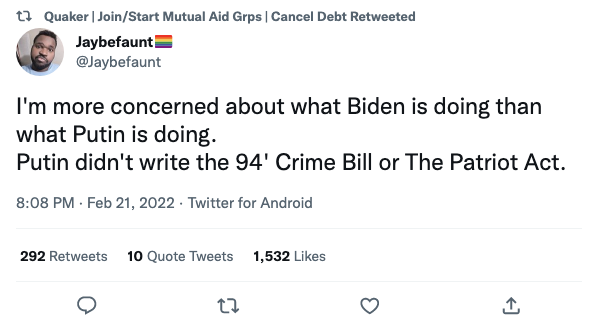 Quaker | Join/Start Mutual Aid Grps | Cancel Debt Retweeted
Jaybefaunt🏳️‍🌈
@Jaybefaunt
I'm more concerned about what Biden is doing than
what Putin is doing.
Putin didn't write the 94' Crime Bill or The Patriot Act.
8:08 PM · Feb 21, 2022 · Twitter for Android
292 Retweets 10 Quote Tweets 1,532 Likes